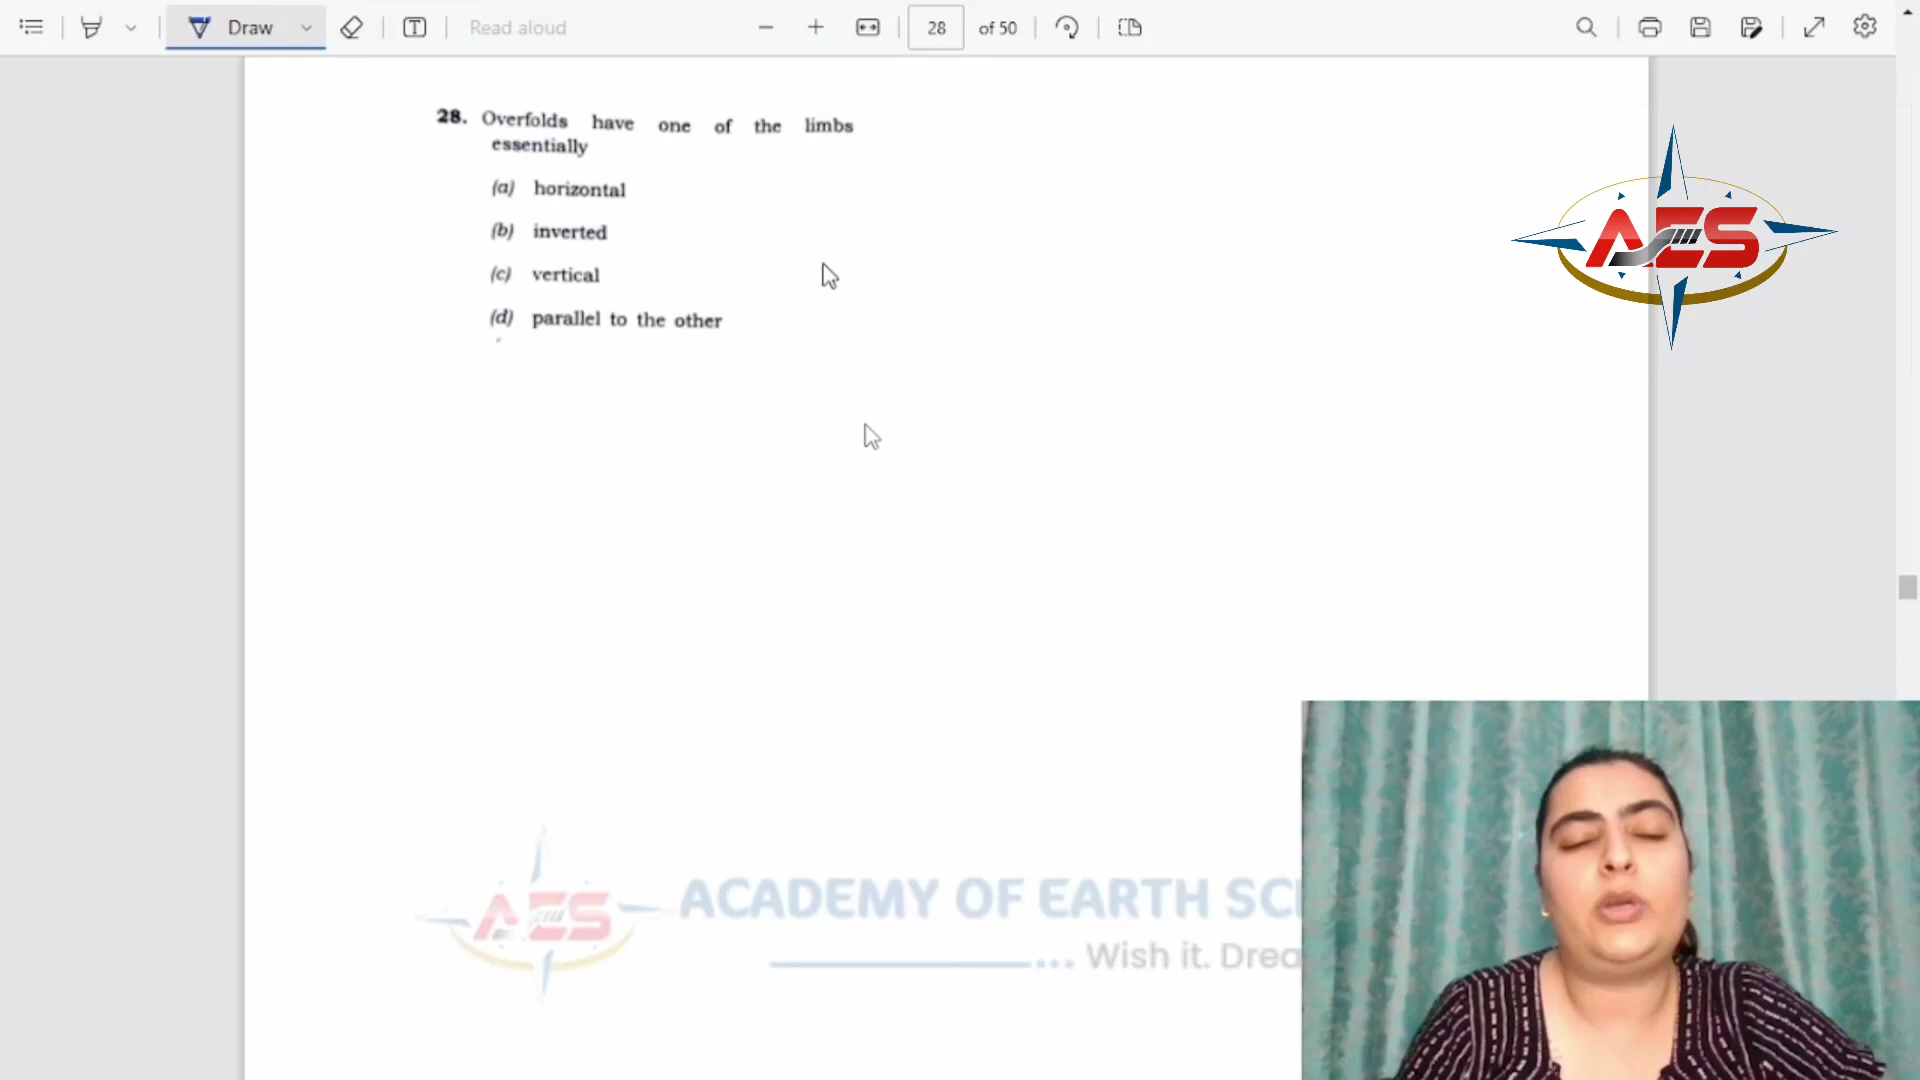 Draw
Read aloud
28
of 50
28. Overfolds have one of the limbs
essentially
(a) horizontal
(b) inverted
(c) vertical
(d) parallel to the other
AES
AES
ACADEMY OF EARTH SC
Wish it. Drea